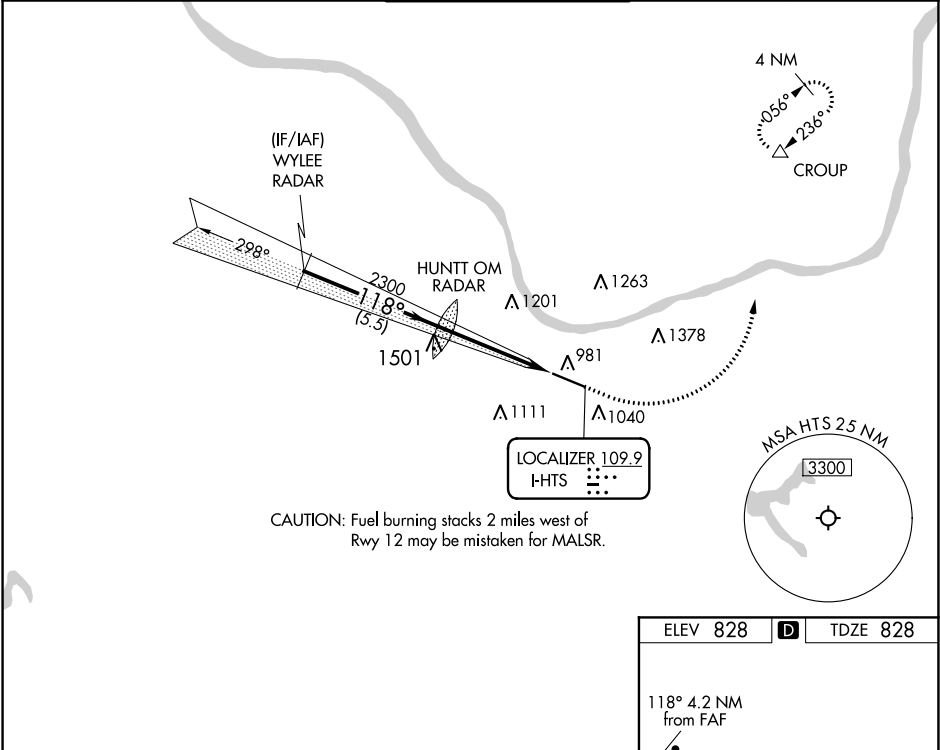 4 NM
056°
236°
CROUP
(IF/IAF)
WYLEE
RADAR
298°
2300
118°
(5.5)
HUNTT OM
RADAR
1201
1263
1378
1501
981
1111
1040
LOCALIZER 109.9
I-HTS
MSA HTS 25 NM
3300
CAUTION: Fuel burning stacks 2 miles west of
Rwy 12 may be mistaken for MALSR.
ELEV 828 D TDZE 828
118° 4.2 NM
from FAF